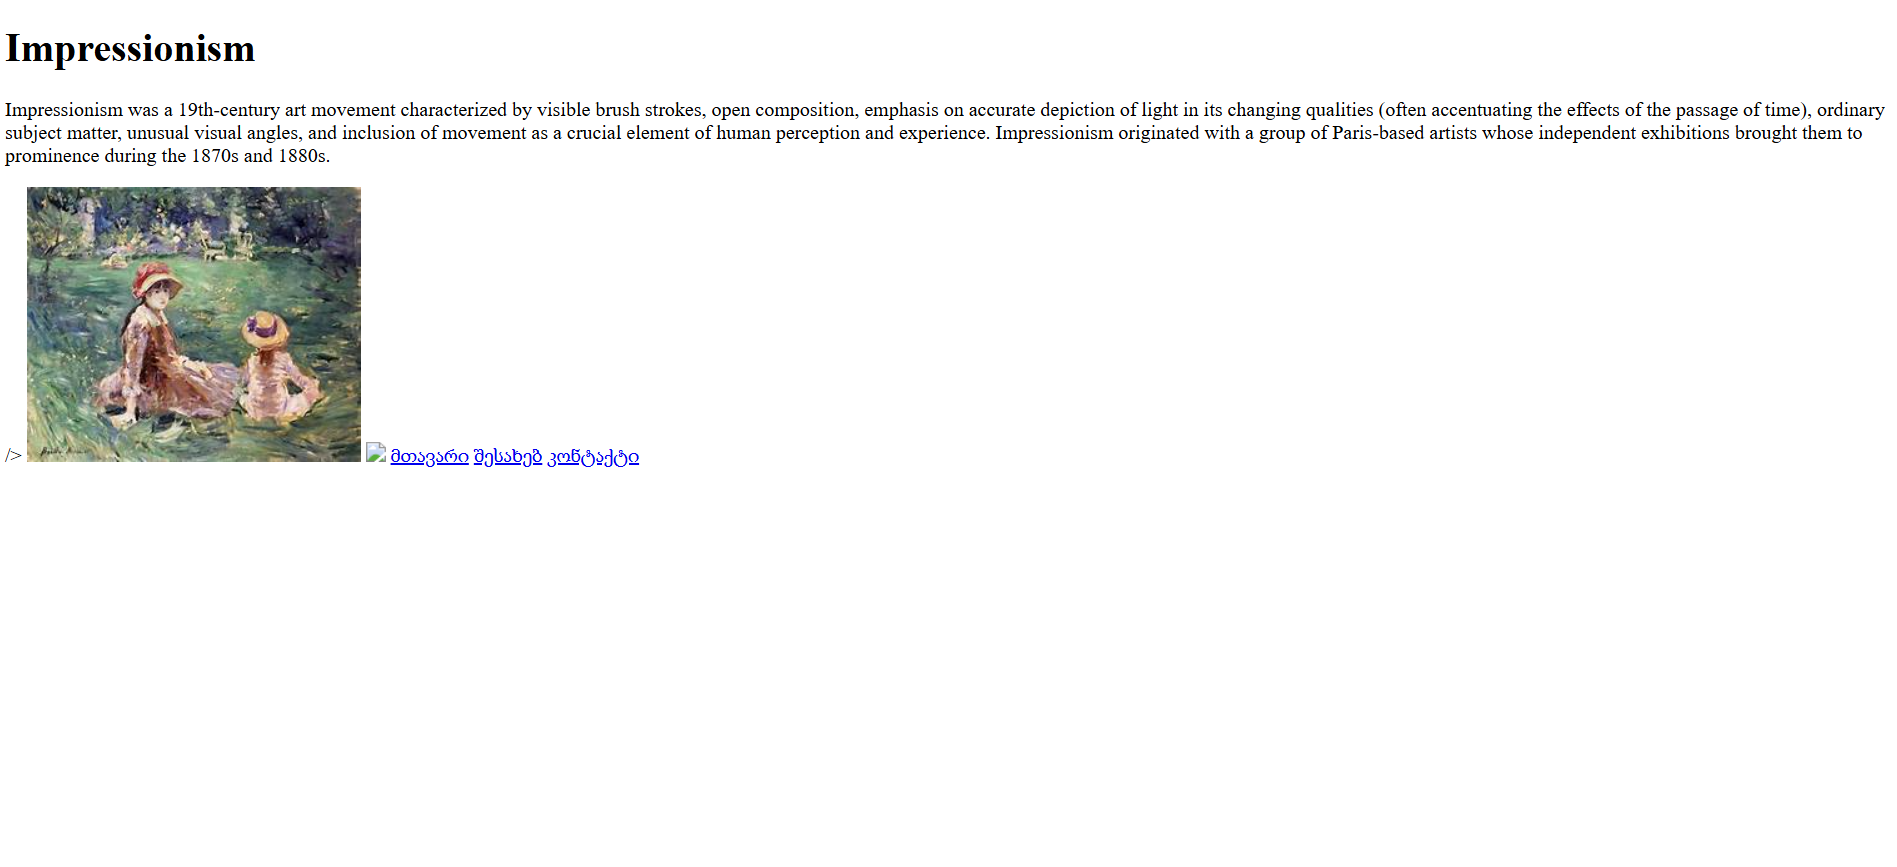 Impressionism
Impressionism was a 19th-century art movement characterized by visible brush strokes, open composition, emphasis on accurate depiction of light in its changing qualities (often accentuating the effects of the passage of time), ordinary
subject matter, unusual visual angles, and inclusion of movement as a crucial element of human perception and experience. Impressionism originated with a group of Paris-based artists whose independent exhibitions brought them to
prominence during the 1870s and 1880s.
/> მთავარი შესახებ კონტაქტი